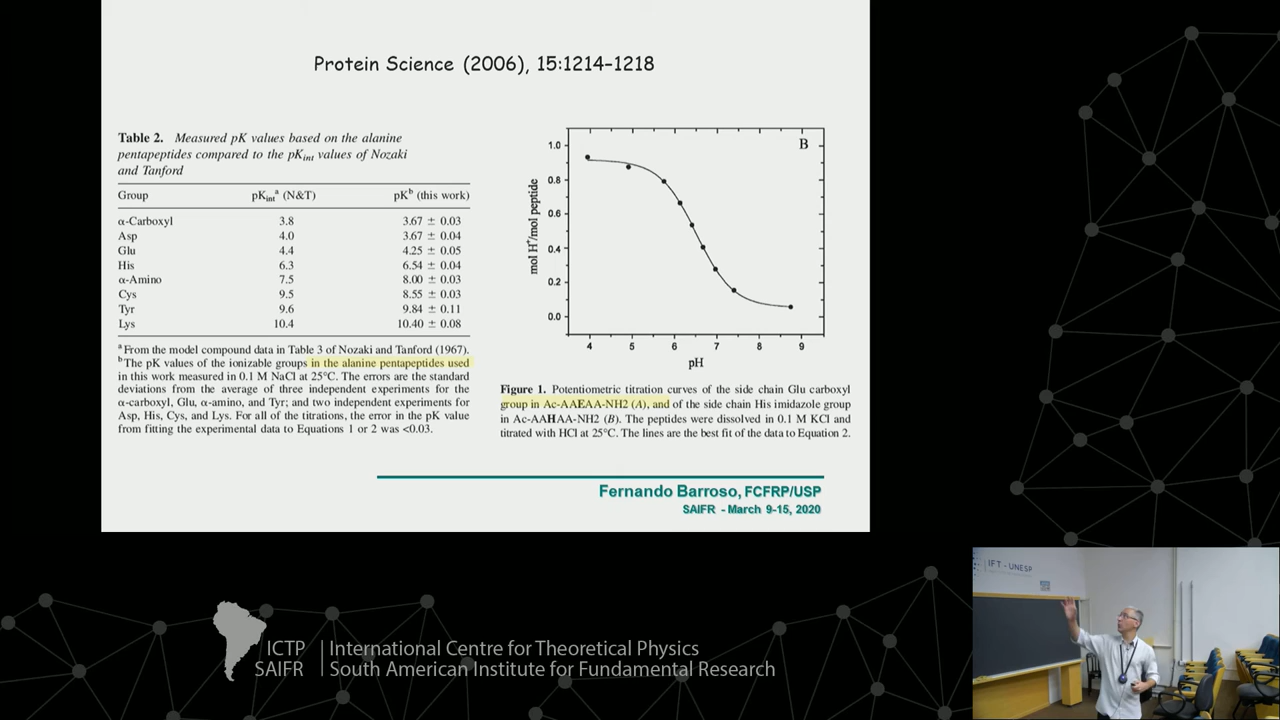 Protein Science (2006), 15:1214–1218
Table 2. Measured pK values based on the alanine
pentapeptides compared to the pKint values of Nozaki
and Tanford
Group pKint a (N&T) pK b (this work)
α-Carboxyl 3.8 3.67 ± 0.03
Asp 4.0 3.67 ± 0.04
Glu 4.4 4.25 ± 0.05
His 6.3 6.54 ± 0.04
α-Amino 7.5 8.00 ± 0.03
Cys 9.5 8.55 ± 0.03
Tyr 9.6 9.84 ± 0.11
Lys 10.4 10.40 ± 0.08
a From the model compound data in Table 3 of Nozaki and Tanford (1967).
b The pK values of the ionizable groups in the alanine pentapeptides used
in this work measured in 0.1 M NaCl at 25°C. The errors are the standard
deviations from the average of three independent experiments for the
α-carboxyl, Glu, α-amino, and Tyr; and two independent experiments for
Asp, His, Cys, and Lys. For all of the titrations, the error in the pK value
from fitting the experimental data to Equations 1 or 2 was <0.03.
B
mol H+/mol peptide
1.0
0.8
0.6
0.4
0.2
0.0
4 5 6 7 8 9
pH
Figure 1. Potentiometric titration curves of the side chain Glu carboxyl
group in Ac-AAEAA-NH2 (A), and of the side chain His imidazole group
in Ac-AAHAA-NH2 (B). The peptides were dissolved in 0.1 M KCl and
titrated with HCl at 25°C. The lines are the best fit of the data to Equation 2.
Fernando Barroso, FCFRP/USP
SAIFR - March 9-15, 2020
IFT - UNESP
ICTP International Centre for Theoretical Physics
SAIFR South American Institute for Fundamental Research